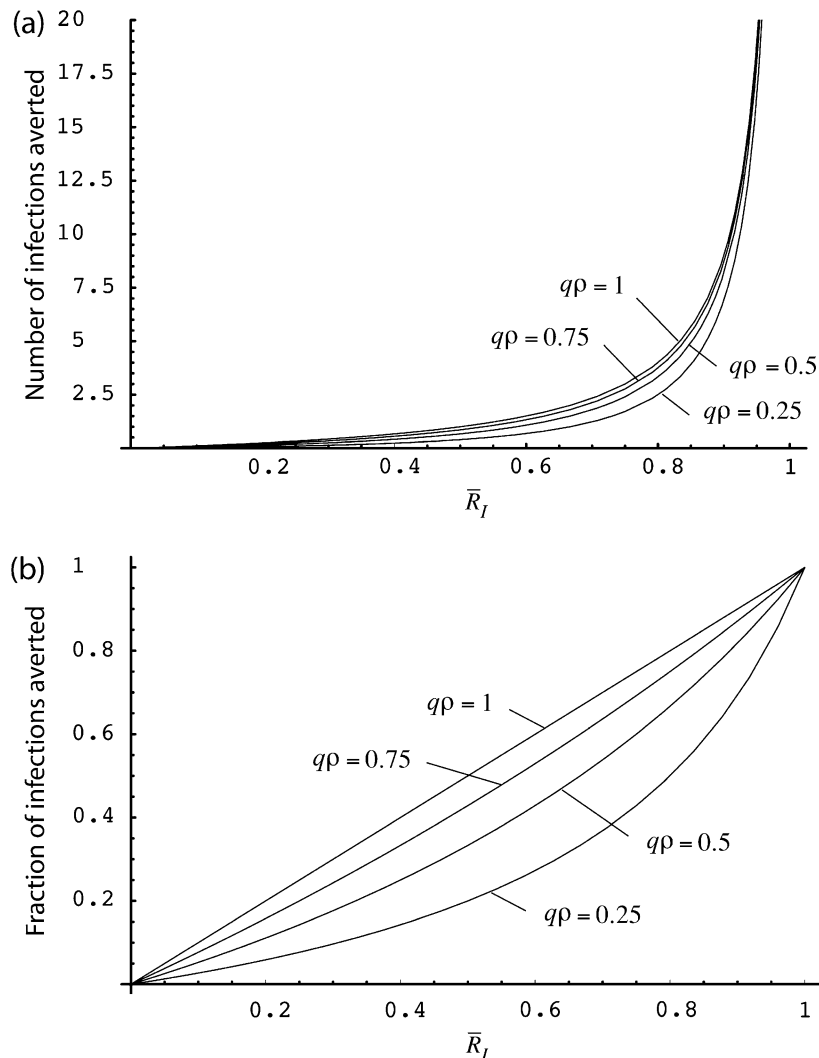 (a)
Number of infections averted
20
17.5
15
12.5
10
7.5
5
2.5
qρ = 1
qρ = 0.75
qρ = 0.5
qρ = 0.25
0.2 0.4 0.6 0.8 1
R̅_I
(b)
Fraction of infections averted
1
0.8
0.6
0.4
0.2
qρ = 1
qρ = 0.75
qρ = 0.5
qρ = 0.25
0.2 0.4 0.6 0.8 1
R̅_I